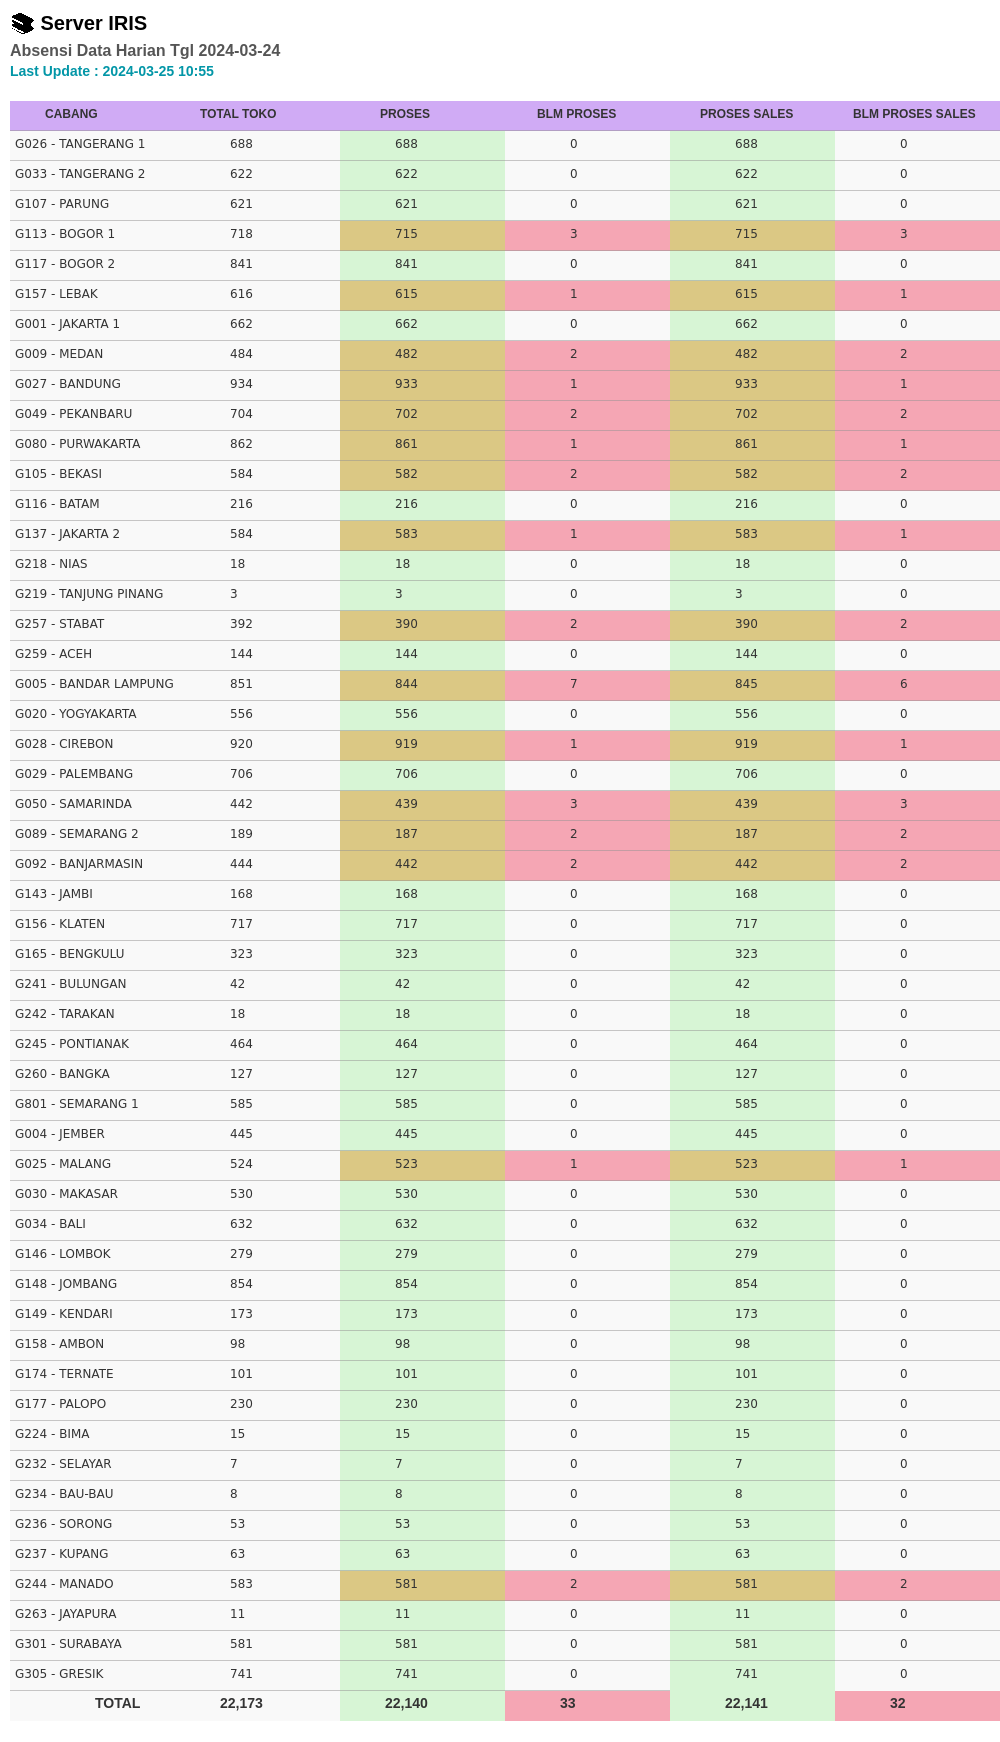 Server IRIS
Absensi Data Harian Tgl 2024-03-24
Last Update : 2024-03-25 10:55
CABANG TOTAL TOKO PROSES BLM PROSES PROSES SALES BLM PROSES SALES
G026 - TANGERANG 1 688 688 0 688 0
G033 - TANGERANG 2 622 622 0 622 0
G107 - PARUNG 621 621 0 621 0
G113 - BOGOR 1 718 715 3 715 3
G117 - BOGOR 2 841 841 0 841 0
G157 - LEBAK 616 615 1 615 1
G001 - JAKARTA 1 662 662 0 662 0
G009 - MEDAN 484 482 2 482 2
G027 - BANDUNG 934 933 1 933 1
G049 - PEKANBARU 704 702 2 702 2
G080 - PURWAKARTA 862 861 1 861 1
G105 - BEKASI 584 582 2 582 2
G116 - BATAM 216 216 0 216 0
G137 - JAKARTA 2 584 583 1 583 1
G218 - NIAS 18 18 0 18 0
G219 - TANJUNG PINANG 3 3 0 3 0
G257 - STABAT 392 390 2 390 2
G259 - ACEH 144 144 0 144 0
G005 - BANDAR LAMPUNG 851 844 7 845 6
G020 - YOGYAKARTA 556 556 0 556 0
G028 - CIREBON 920 919 1 919 1
G029 - PALEMBANG 706 706 0 706 0
G050 - SAMARINDA 442 439 3 439 3
G089 - SEMARANG 2 189 187 2 187 2
G092 - BANJARMASIN 444 442 2 442 2
G143 - JAMBI 168 168 0 168 0
G156 - KLATEN 717 717 0 717 0
G165 - BENGKULU 323 323 0 323 0
G241 - BULUNGAN 42 42 0 42 0
G242 - TARAKAN 18 18 0 18 0
G245 - PONTIANAK 464 464 0 464 0
G260 - BANGKA 127 127 0 127 0
G801 - SEMARANG 1 585 585 0 585 0
G004 - JEMBER 445 445 0 445 0
G025 - MALANG 524 523 1 523 1
G030 - MAKASAR 530 530 0 530 0
G034 - BALI 632 632 0 632 0
G146 - LOMBOK 279 279 0 279 0
G148 - JOMBANG 854 854 0 854 0
G149 - KENDARI 173 173 0 173 0
G158 - AMBON 98 98 0 98 0
G174 - TERNATE 101 101 0 101 0
G177 - PALOPO 230 230 0 230 0
G224 - BIMA 15 15 0 15 0
G232 - SELAYAR 7 7 0 7 0
G234 - BAU-BAU 8 8 0 8 0
G236 - SORONG 53 53 0 53 0
G237 - KUPANG 63 63 0 63 0
G244 - MANADO 583 581 2 581 2
G263 - JAYAPURA 11 11 0 11 0
G301 - SURABAYA 581 581 0 581 0
G305 - GRESIK 741 741 0 741 0
TOTAL 22,173 22,140 33 22,141 32